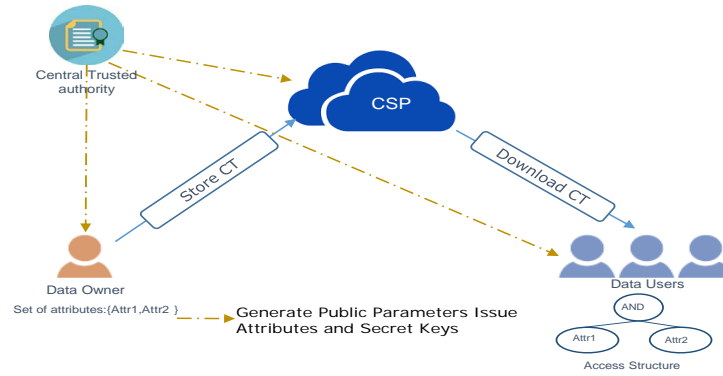 Central Trusted
authority
CSP
Store CT
Download CT
Data Owner
Set of attributes:{Attr1,Attr2 }
Generate Public Parameters Issue
Attributes and Secret Keys
Data Users
AND
Attr1
Attr2
Access Structure